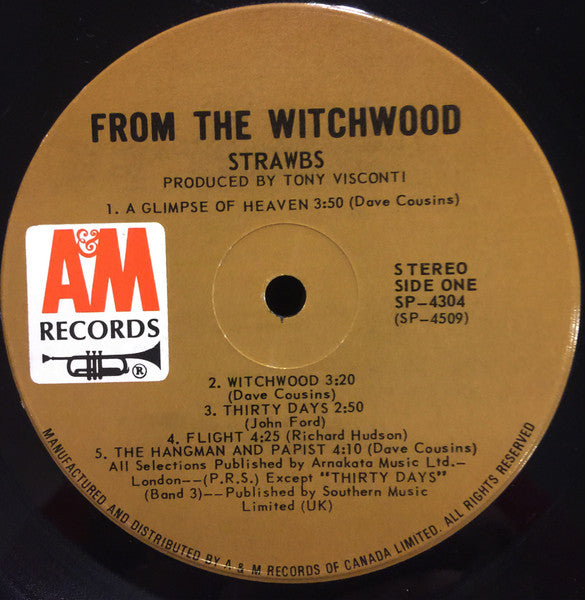 FROM THE WITCHWOOD
STRAWBS
PRODUCED BY TONY VISCONTI
1. A GLIMPSE OF HEAVEN 3:50 (Dave Cousins)
A&M
RECORDS
®
STEREO
SIDE ONE
SP-4304
(SP-4509)
2. WITCHWOOD 3:20
(Dave Cousins)
3. THIRTY DAYS 2:50
(John Ford)
4. FLIGHT 4:25 (Richard Hudson)
5. THE HANGMAN AND PAPIST 4:10 (Dave Cousins)
All Selections Published by Arnakata Music Ltd.—
London—(P.R.S.) Except "THIRTY DAYS"
(Band 3)—Published by Southern Music
Limited (UK)
MANUFACTURED AND DISTRIBUTED BY A & M RECORDS OF CANADA LIMITED. ALL RIGHTS RESERVED